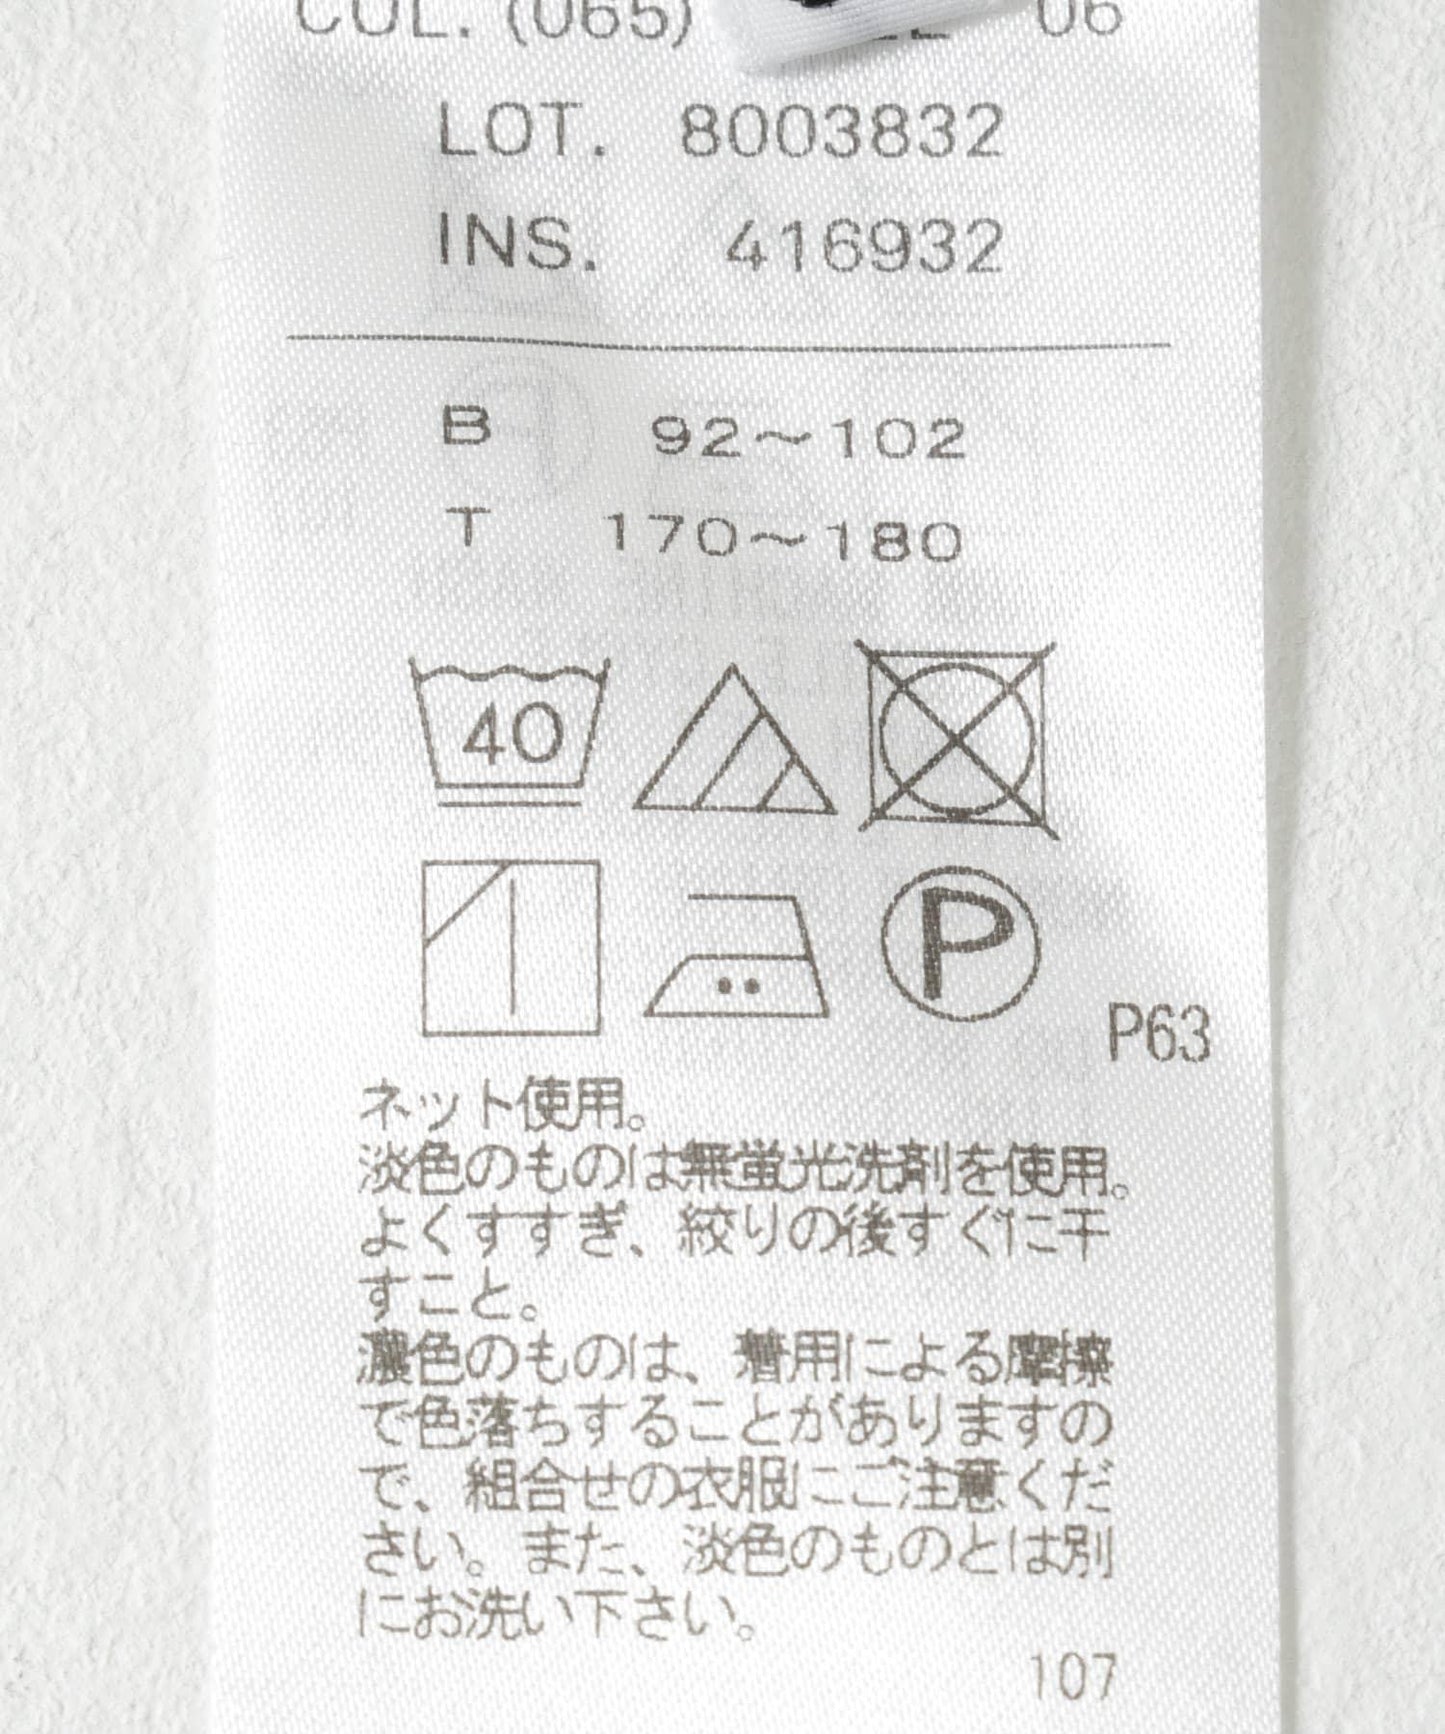 COL. (065) 06
LOT. 8003832
INS. 416932
B 92～102
T 170～180
40
P
P63
ネット使用。
淡色のものは無蛍光洗剤を使用。
よくすすぎ、絞りの後すぐに干
すこと。
濃色のものは、着用による摩擦
で色落ちすることがありますの
で、組合せの衣服にご注意くだ
さい。また、淡色のものとは別
にお洗い下さい。
107